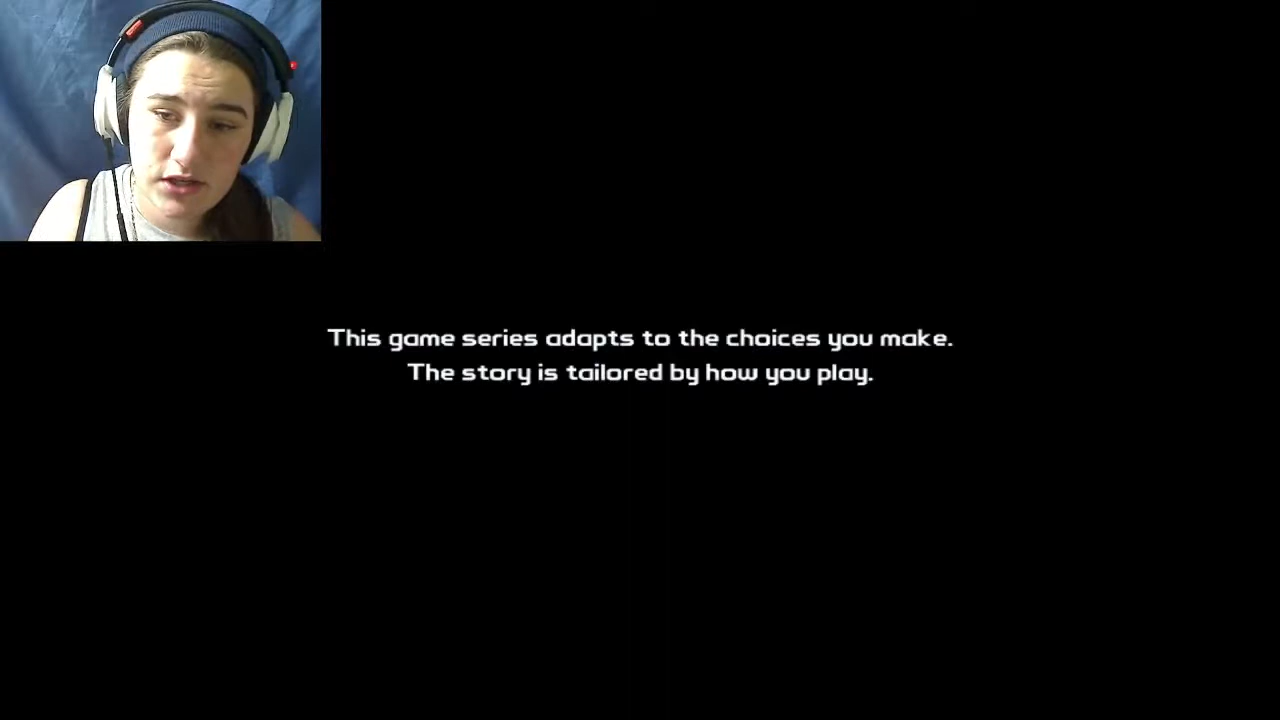 This game series adapts to the choices you make.
The story is tailored by how you play.